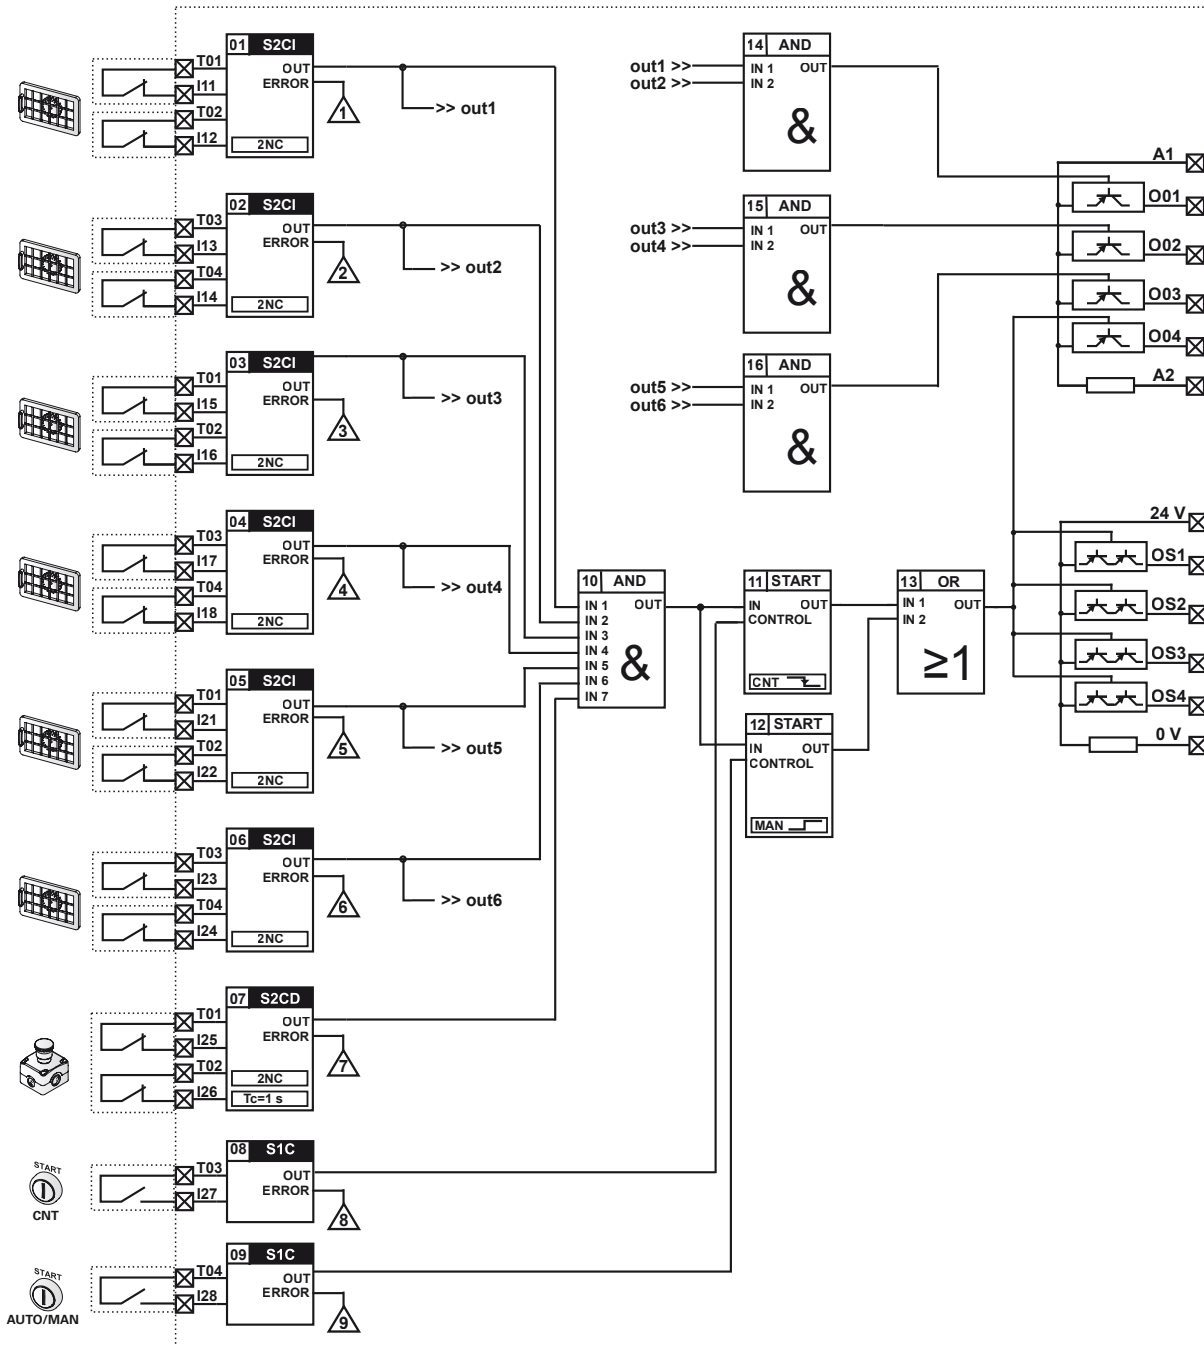 01 S2CI
T01
OUT
I11
ERROR
1
T02
>> out1
I12
2NC
02 S2CI
T03
OUT
I13
ERROR
2
T04
>> out2
I14
2NC
03 S2CI
T01
OUT
I15
ERROR
3
T02
>> out3
I16
2NC
04 S2CI
T03
OUT
I17
ERROR
4
T04
>> out4
I18
2NC
05 S2CI
T01
OUT
I21
ERROR
5
T02
>> out5
I22
2NC
06 S2CI
T03
OUT
I23
ERROR
6
T04
>> out6
I24
2NC
07 S2CD
T01
OUT
I25
ERROR
7
T02
2NC
I26
Tc=1 s
START
CNT
08 S1C
T03
OUT
I27
ERROR
8
START
AUTO/MAN
09 S1C
T04
OUT
I28
ERROR
9
10 AND
IN 1 OUT
IN 2
IN 3
IN 4
IN 5
IN 6
IN 7
&
11 START
IN OUT
CONTROL
CNT
12 START
IN OUT
CONTROL
MAN
13 OR
IN 1 OUT
IN 2
≥1
14 AND
out1 >> IN 1 OUT
out2 >> IN 2
&
15 AND
out3 >> IN 1 OUT
out4 >> IN 2
&
16 AND
out5 >> IN 1 OUT
out6 >> IN 2
&
A1
O01
O02
O03
O04
A2
24 V
OS1
OS2
OS3
OS4
0 V